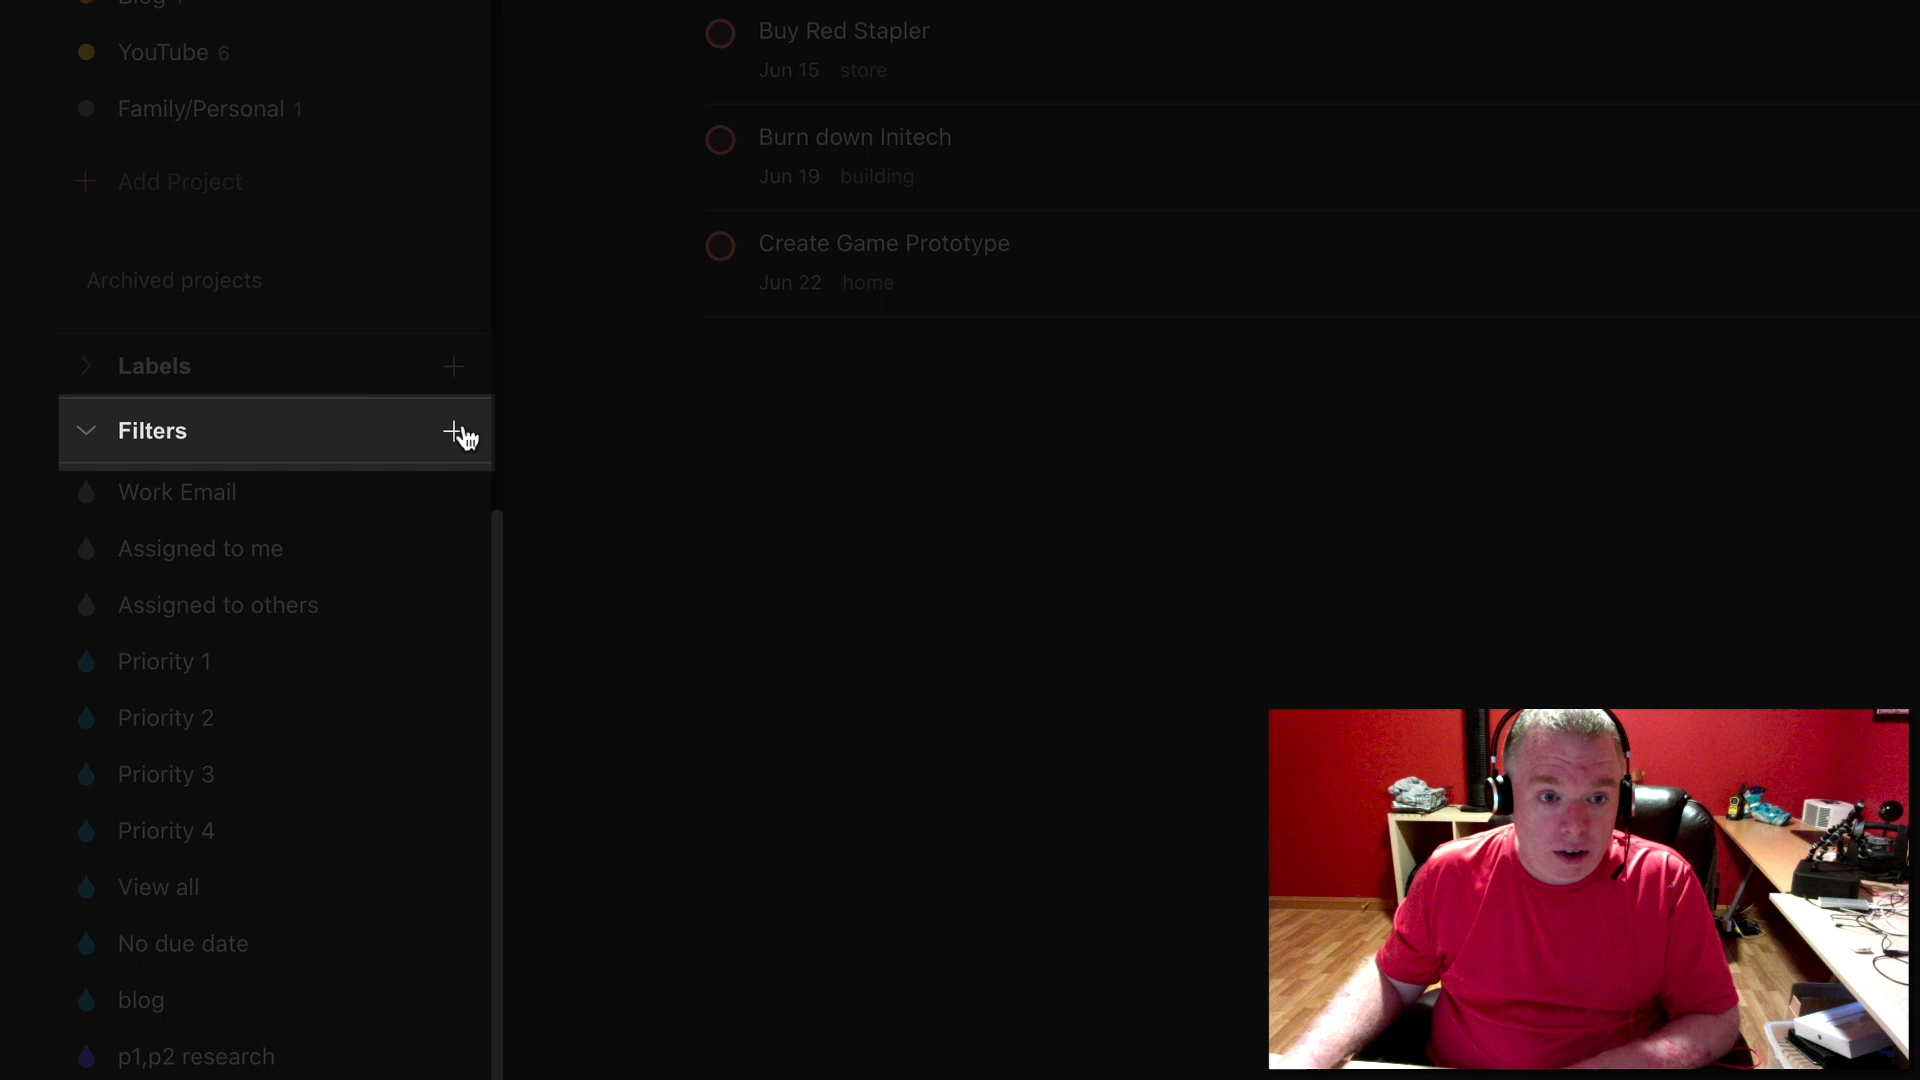 Blog
YouTube 6
Family/Personal 1
Add Project
Archived projects
Labels
Filters
Work Email
Assigned to me
Assigned to others
Priority 1
Priority 2
Priority 3
Priority 4
View all
No due date
blog
p1,p2 research
Buy Red Stapler
Jun 15 store
Burn down Initech
Jun 19 building
Create Game Prototype
Jun 22 home